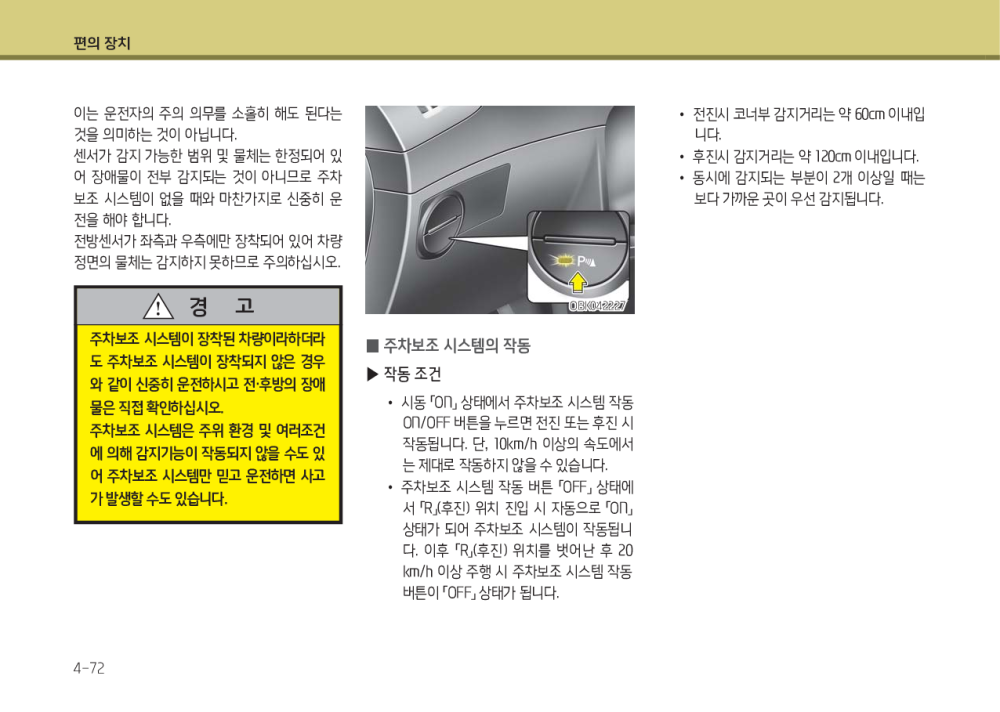 편의 장치
이는 운전자의 주의 의무를 소홀히 해도 된다는
것을 의미하는 것이 아닙니다.
센서가 감지 가능한 범위 및 물체는 한정되어 있
어 장애물이 전부 감지되는 것이 아니므로 주차
보조 시스템이 없을 때와 마찬가지로 신중히 운
전을 해야 합니다.
전방센서가 좌측과 우측에만 장착되어 있어 차량
정면의 물체는 감지하지 못하므로 주의하십시오.
경 고
주차보조 시스템이 장착된 차량이라하더라
도 주차보조 시스템이 장착되지 않은 경우
와 같이 신중히 운전하시고 전·후방의 장애
물은 직접 확인하십시오.
주차보조 시스템은 주위 환경 및 여러조건
에 의해 감지기능이 작동되지 않을 수도 있
어 주차보조 시스템만 믿고 운전하면 사고
가 발생할 수도 있습니다.
P
OBK042227
■ 주차보조 시스템의 작동
▶ 작동 조건
• 시동 「ON」 상태에서 주차보조 시스템 작동
ON/OFF 버튼을 누르면 전진 또는 후진 시
작동됩니다. 단, 10km/h 이상의 속도에서
는 제대로 작동하지 않을 수 있습니다.
• 주차보조 시스템 작동 버튼 「OFF」 상태에
서 「R」(후진) 위치 진입 시 자동으로 「ON」
상태가 되어 주차보조 시스템이 작동됩니
다. 이후 「R」(후진) 위치를 벗어난 후 20
km/h 이상 주행 시 주차보조 시스템 작동
버튼이 「OFF」 상태가 됩니다.
• 전진시 코너부 감지거리는 약 60cm 이내입
니다.
• 후진시 감지거리는 약 120cm 이내입니다.
• 동시에 감지되는 부분이 2개 이상일 때는
보다 가까운 곳이 우선 감지됩니다.
4-72